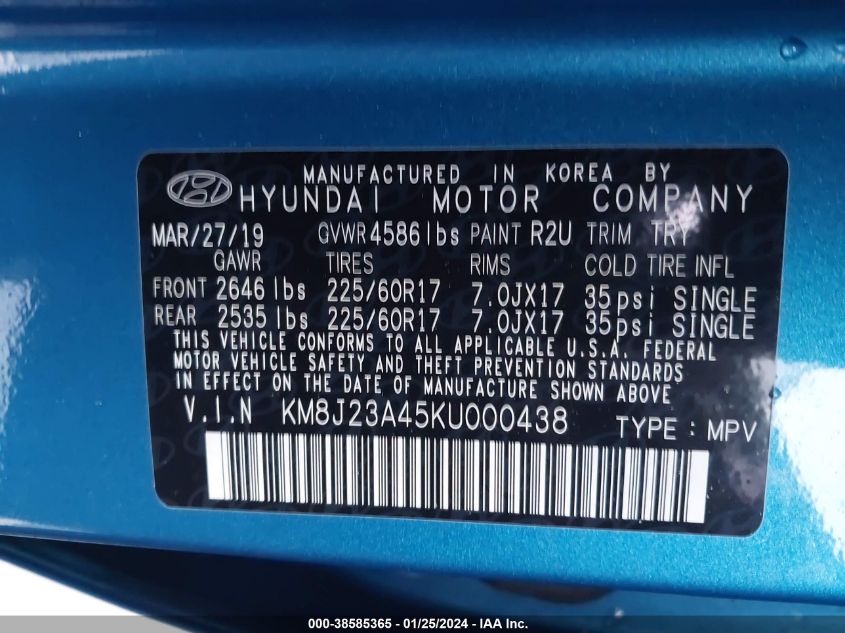 MANUFACTURED IN KOREA BY
HYUNDAI MOTOR COMPANY
MAR/27/19 GVWR 4586 lbs PAINT R2U TRIM TRY
GAWR TIRES RIMS COLD TIRE INFL
FRONT 2646 lbs 225/60R17 7.0JX17 35psi SINGLE
REAR 2535 lbs 225/60R17 7.0JX17 35psi SINGLE
THIS VEHICLE CONFORMS TO ALL APPLICABLE U.S.A. FEDERAL
MOTOR VEHICLE SAFETY AND THEFT PREVENTION STANDARDS
IN EFFECT ON THE DATE OF MANUFACTURE SHOWN ABOVE
V.I.N KM8J23A45KU000438 TYPE : MPV
000-38585365 - 01/25/2024 - IAA Inc.